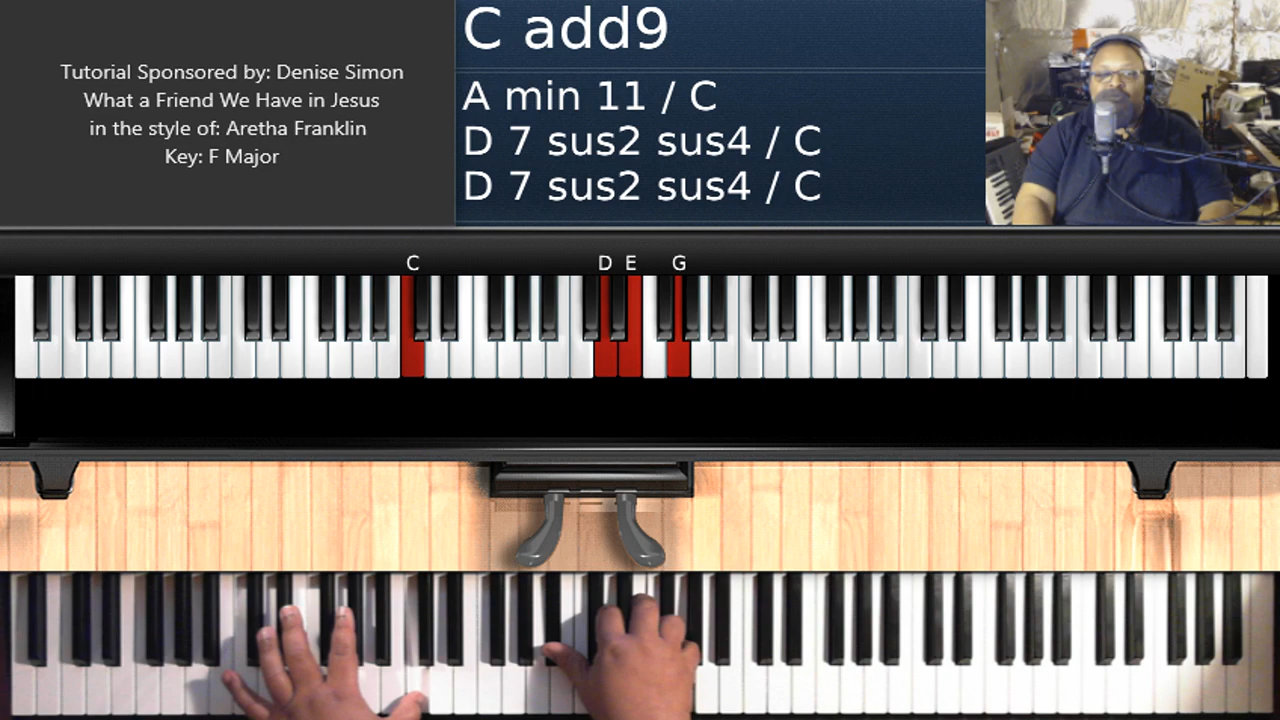 Tutorial Sponsored by: Denise Simon
What a Friend We Have in Jesus
in the style of: Aretha Franklin
Key: F Major
C add9
A min 11 / C
D 7 sus2 sus4 / C
D 7 sus2 sus4 / C
C D E G